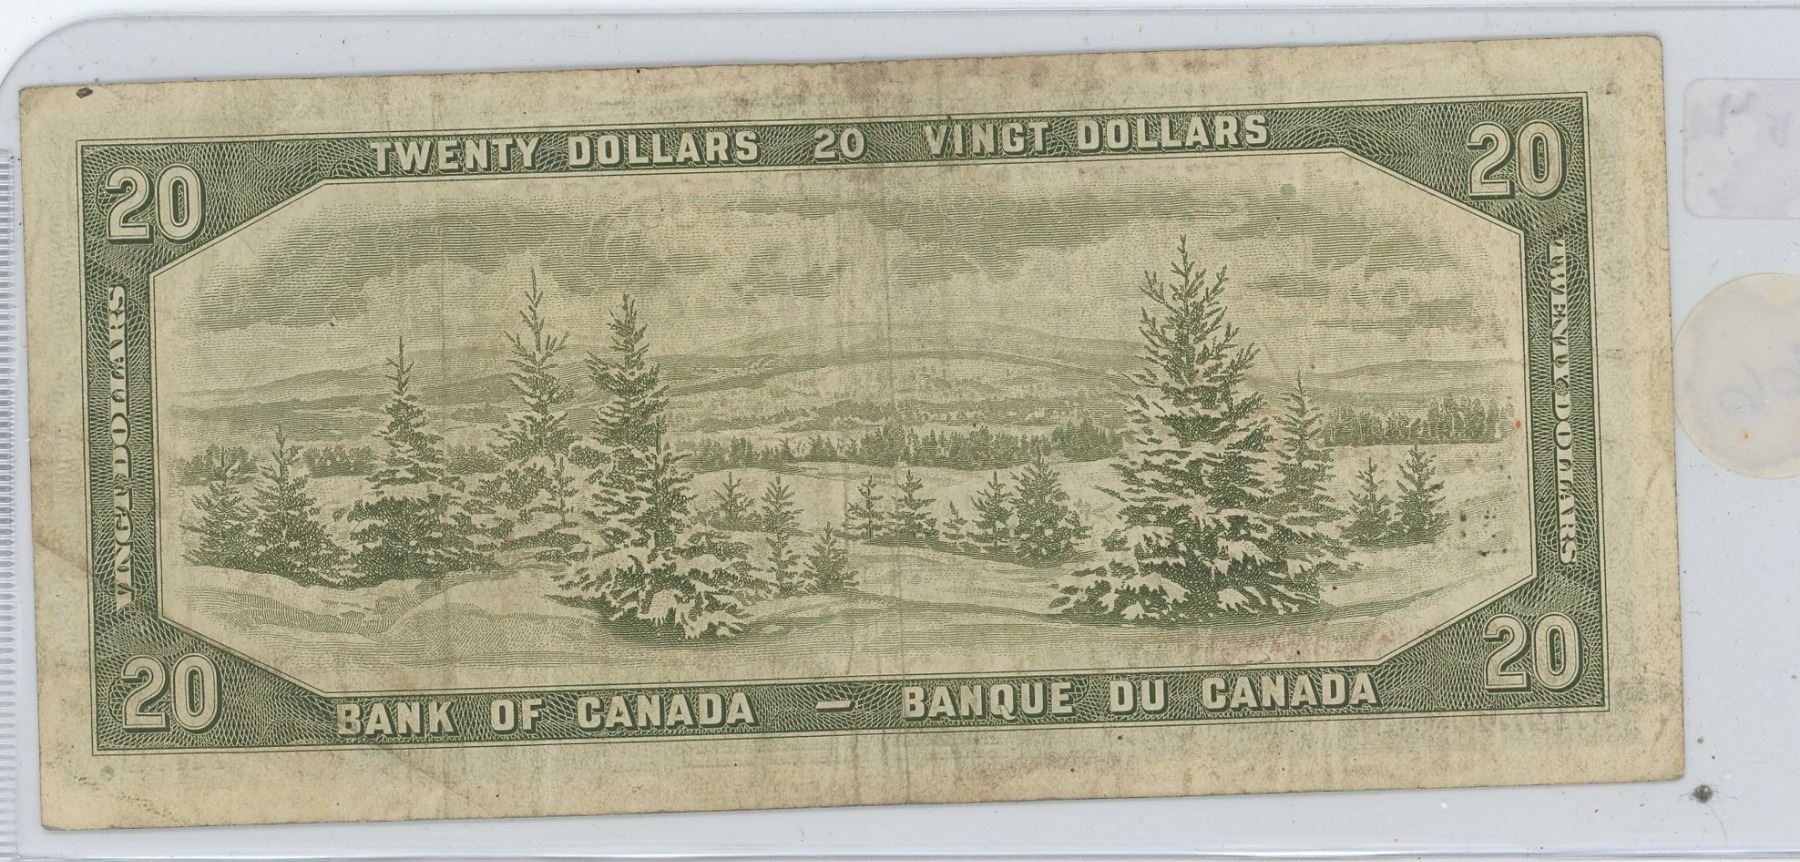 TWENTY DOLLARS 20 VINGT DOLLARS
20
20
VINGT DOLLARS
TWENTY DOLLARS
20
20
BANK OF CANADA – BANQUE DU CANADA